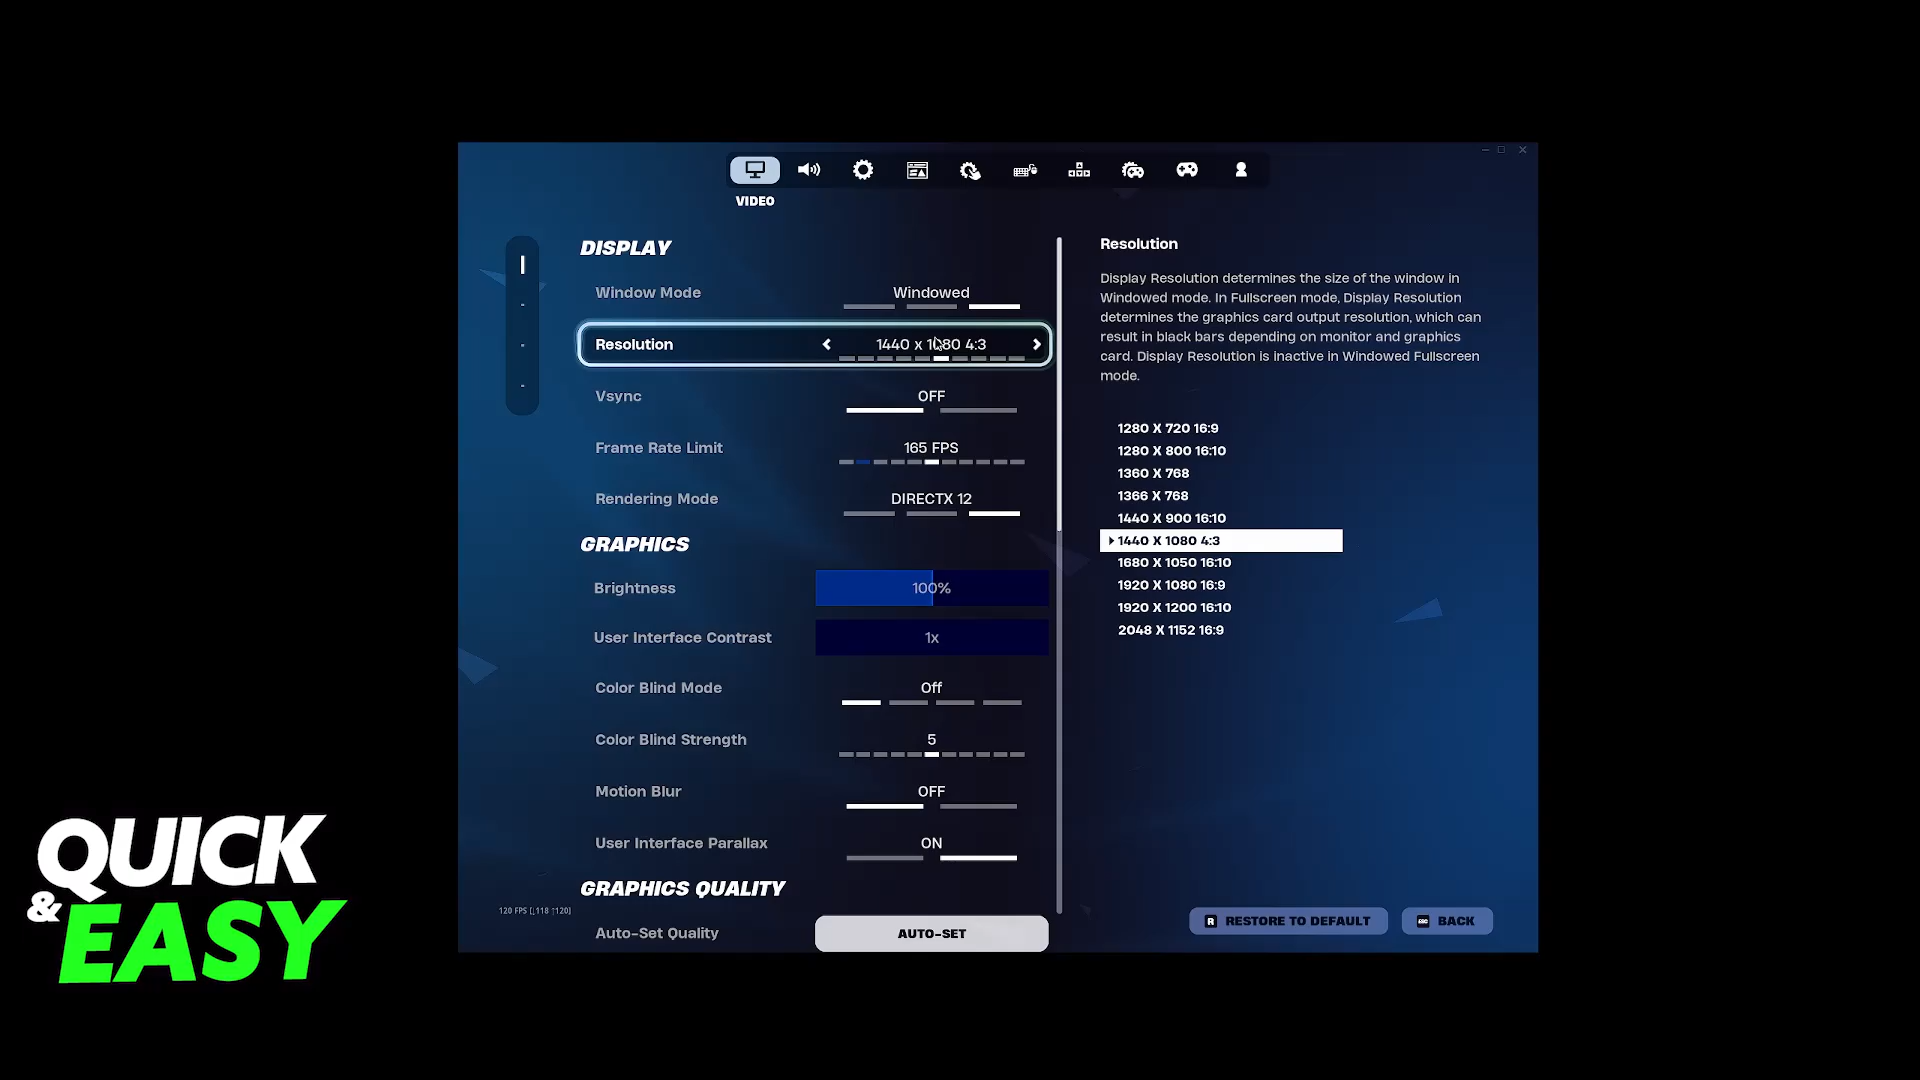 VIDEO
DISPLAY
Window Mode
Windowed
Resolution
1440 x 1080 4:3
Vsync
OFF
Frame Rate Limit
165 FPS
Rendering Mode
DIRECTX 12
GRAPHICS
Brightness
100%
User Interface Contrast
1x
Color Blind Mode
Off
Color Blind Strength
5
Motion Blur
OFF
User Interface Parallax
ON
GRAPHICS QUALITY
Auto-Set Quality
AUTO-SET
120 FPS [↓118 ↑120]
Resolution
Display Resolution determines the size of the window in
Windowed mode. In Fullscreen mode, Display Resolution
determines the graphics card output resolution, which can
result in black bars depending on monitor and graphics
card. Display Resolution is inactive in Windowed Fullscreen
mode.
1280 X 720 16:9
1280 X 800 16:10
1360 X 768
1366 X 768
1440 X 900 16:10
1440 X 1080 4:3
1680 X 1050 16:10
1920 X 1080 16:9
1920 X 1200 16:10
2048 X 1152 16:9
R RESTORE TO DEFAULT
ESC BACK
QUICK
& EASY